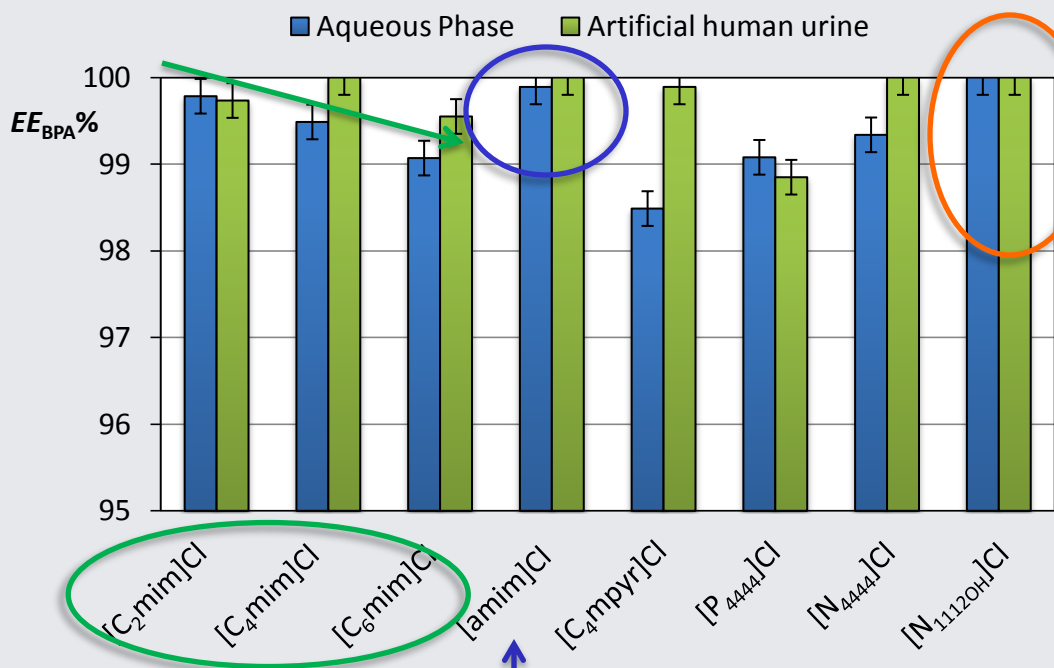 Aqueous Phase Artificial human urine
EE_BPA%
100
99
98
97
96
95
[C₂mim]Cl
[C₄mim]Cl
[C₆mim]Cl
[amim]Cl
[C₄mpyr]Cl
[P₄₄₄₄]Cl
[N₄₄₄₄]Cl
[N₁₁₁₂OH]Cl